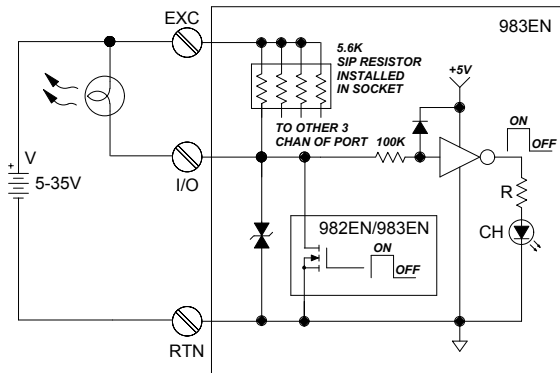 EXC
983EN
5.6K
SIP RESISTOR
INSTALLED
IN SOCKET
+5V
TO OTHER 3
CHAN OF PORT
100K
ON
OFF
+
V
5-35V
I/O
R
982EN/983EN
ON
OFF
CH
RTN